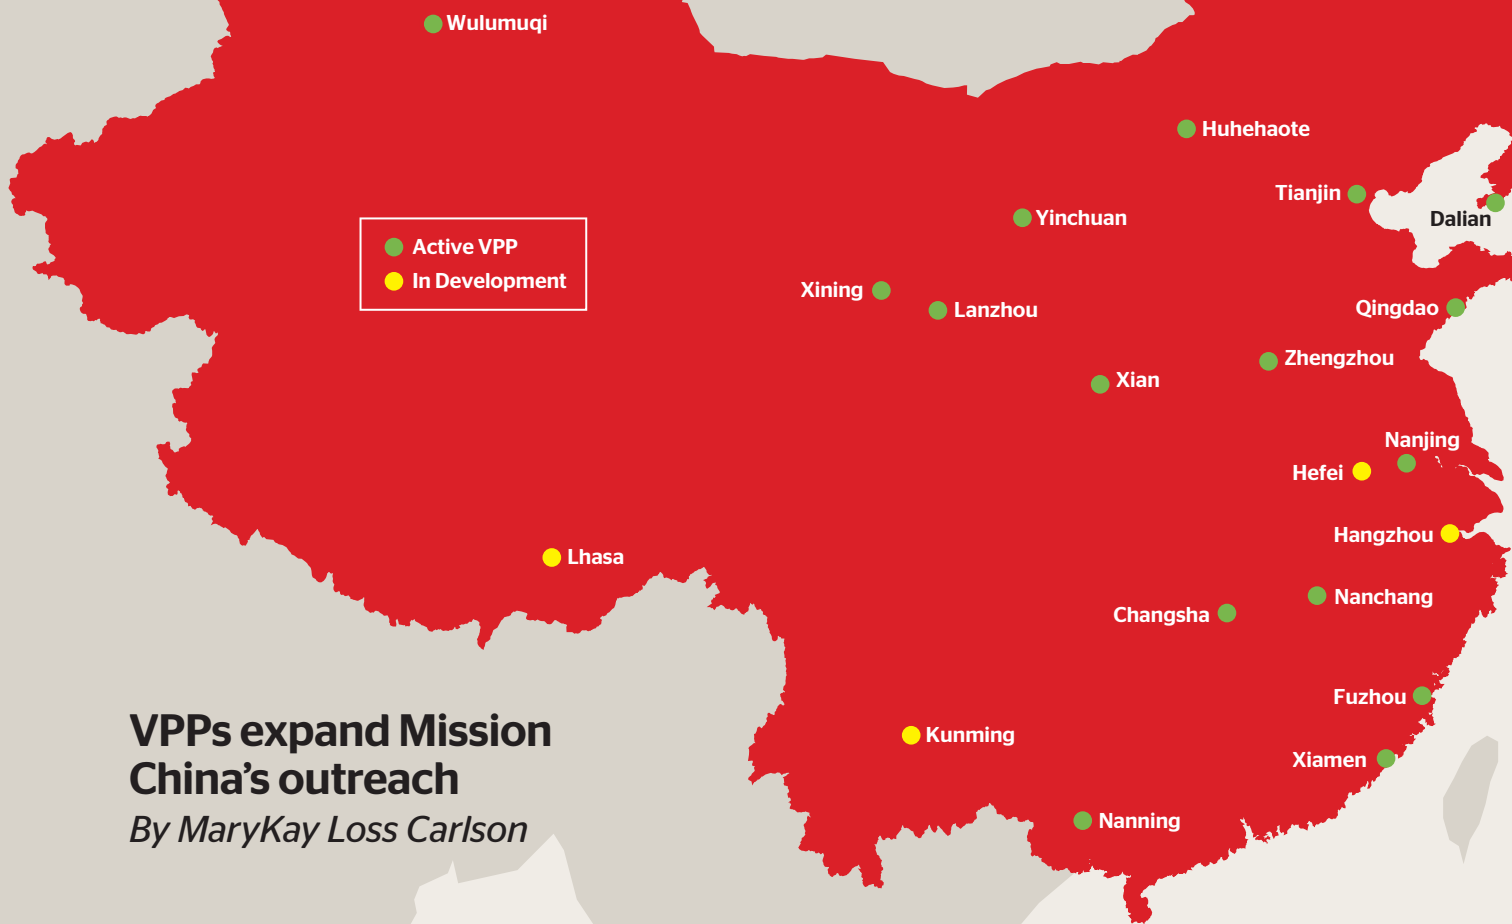 Wulumuqi
Huhehaote
Tianjin
Dalian
Yinchuan
Active VPP
In Development
Xining
Lanzhou
Qingdao
Zhengzhou
Xian
Nanjing
Hefei
Hangzhou
Lhasa
Nanchang
Changsha
Fuzhou
Kunming
Xiamen
Nanning
VPPs expand Mission
China’s outreach
By MaryKay Loss Carlson